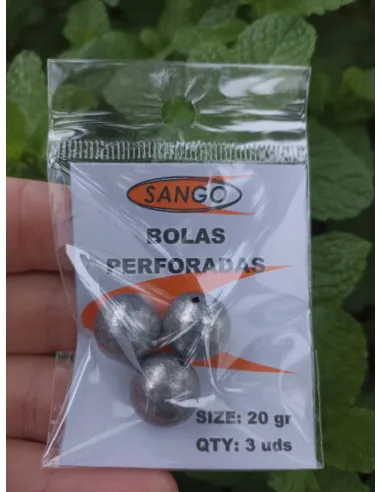 SANGO
BOLAS
PERFORADAS
SIZE: 20 gr
QTY: 3 uds